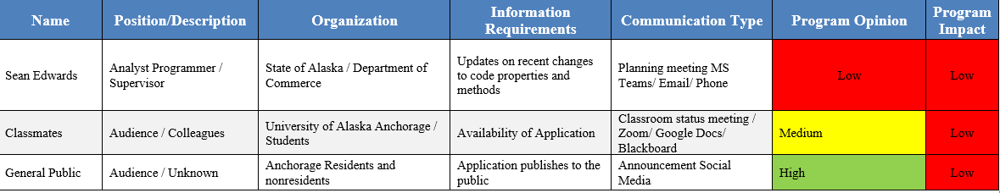 Name Position/Description Organization Information Requirements Communication Type Program Opinion Program Impact
Sean Edwards Analyst Programmer / Supervisor State of Alaska / Department of Commerce Updates on recent changes to code properties and methods Planning meeting MS Teams/ Email/ Phone Low Low
Classmates Audience / Colleagues University of Alaska Anchorage / Students Availability of Application Classroom status meeting / Zoom/ Google Docs/ Blackboard Medium Low
General Public Audience / Unknown Anchorage Residents and nonresidents Application publishes to the public Announcement Social Media High Low